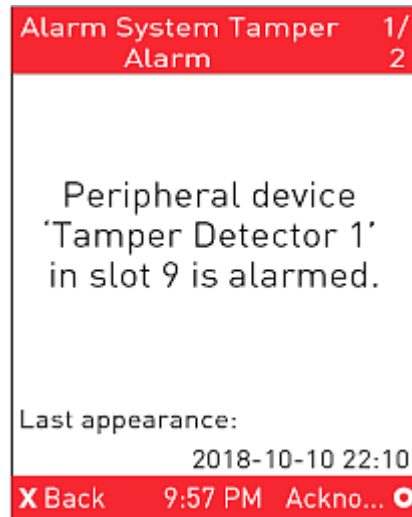 Alarm System Tamper 1/
Alarm 2
Peripheral device
‘Tamper Detector 1’
in slot 9 is alarmed.
Last appearance:
2018-10-10 22:10
X Back 9:57 PM Ackno...